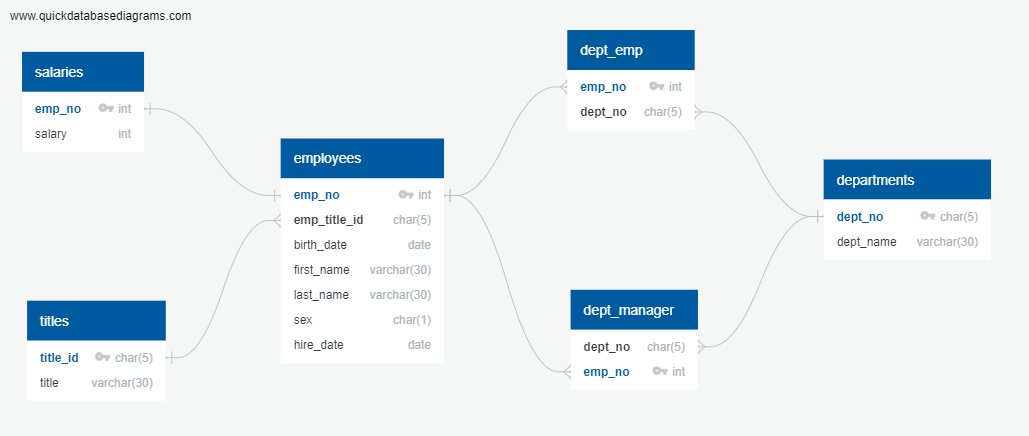 www.quickdatabasediagrams.com
salaries
emp_no int
salary int
titles
title_id char(5)
title varchar(30)
employees
emp_no int
emp_title_id char(5)
birth_date date
first_name varchar(30)
last_name varchar(30)
sex char(1)
hire_date date
dept_emp
emp_no int
dept_no char(5)
dept_manager
dept_no char(5)
emp_no int
departments
dept_no char(5)
dept_name varchar(30)